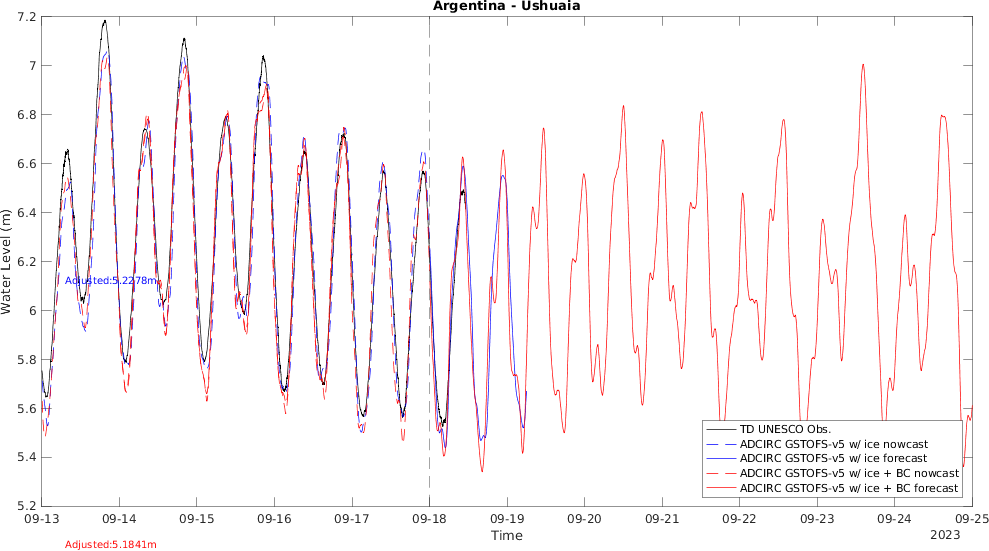 Argentina - Ushuaia
7.2
7
6.8
6.6
6.4
6.2
6
5.8
5.6
5.4
5.2
Water Level (m)
Adjusted:5.2278m
TD UNESCO Obs.
ADCIRC GSTOFS-v5 w/ ice nowcast
ADCIRC GSTOFS-v5 w/ ice forecast
ADCIRC GSTOFS-v5 w/ ice + BC nowcast
ADCIRC GSTOFS-v5 w/ ice + BC forecast
09-13 09-14 09-15 09-16 09-17 09-18 09-19 09-20 09-21 09-22 09-23 09-24 09-25
Time
2023
Adjusted:5.1841m